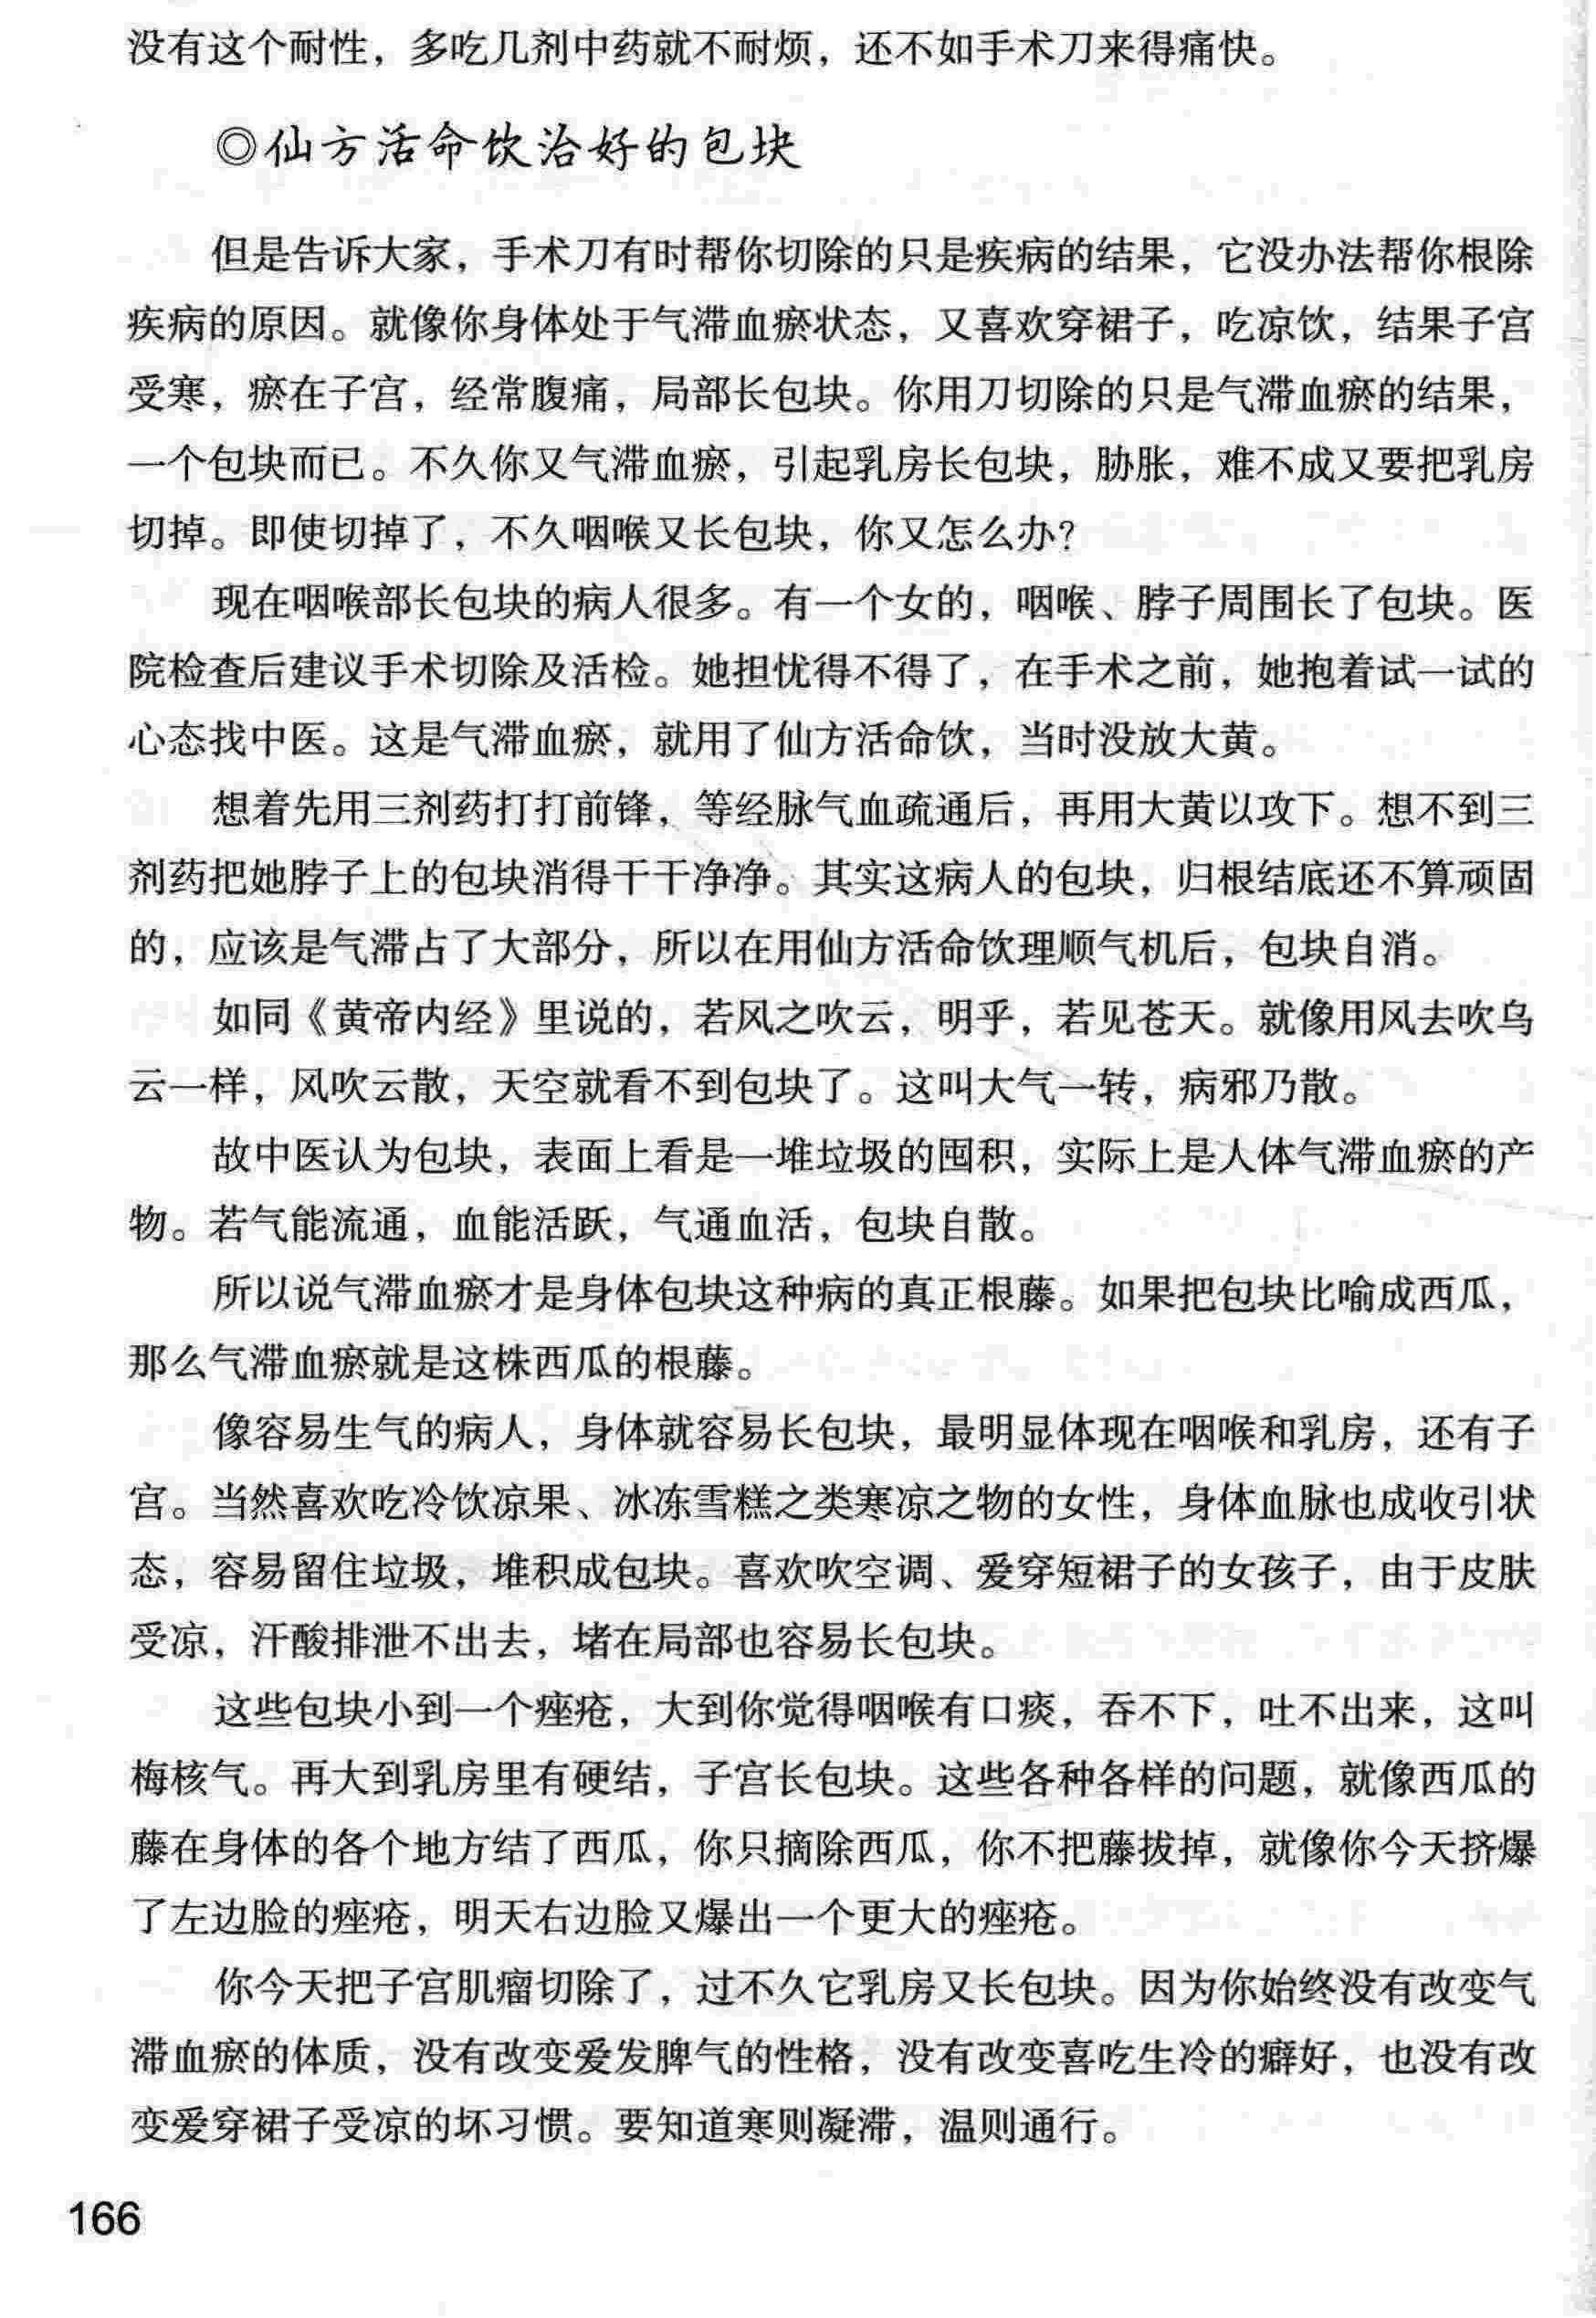 没有这个耐性，多吃几剂中药就不耐烦，还不如手术刀来得痛快。
◎仙方活命饮治好的包块
但是告诉大家，手术刀有时帮你切除的只是疾病的结果，它没办法帮你根除
疾病的原因。就像你身体处于气滞血瘀状态，又喜欢穿裙子，吃凉饮，结果子宫
受寒，瘀在子宫，经常腹痛，局部长包块。你用刀切除的只是气滞血瘀的结果，
一个包块而已。不久你又气滞血瘀，引起乳房长包块，胁胀，难不成又要把乳房
切掉。即使切掉了，不久咽喉又长包块，你又怎么办？
现在咽喉部长包块的病人很多。有一个女的，咽喉、脖子周围长了包块。医
院检查后建议手术切除及活检。她担忧得不得了，在手术之前，她抱着试一试的
心态找中医。这是气滞血瘀，就用了仙方活命饮，当时没放大黄。
想着先用三剂药打打前锋，等经脉气血疏通后，再用大黄以攻下。想不到三
剂药把她脖子上的包块消得干干净净。其实这病人的包块，归根结底还不算顽固
的，应该是气滞占了大部分，所以在用仙方活命饮理顺气机后，包块自消。
如同《黄帝内经》里说的，若风之吹云，明乎，若见苍天。就像用风去吹乌
云一样，风吹云散，天空就看不到包块了。这叫大气一转，病邪乃散。
故中医认为包块，表面上看是一堆垃圾的囤积，实际上是人体气滞血瘀的产
物。若气能流通，血能活跃，气通血活，包块自散。
所以说气滞血瘀才是身体包块这种病的真正根藤。如果把包块比喻成西瓜，
那么气滞血瘀就是这株西瓜的根藤。
像容易生气的病人，身体就容易长包块，最明显体现在咽喉和乳房，还有子
宫。当然喜欢吃冷饮凉果、冰冻雪糕之类寒凉之物的女性，身体血脉也成收引状
态，容易留住垃圾，堆积成包块。喜欢吹空调、爱穿短裙子的女孩子，由于皮肤
受凉，汗酸排泄不出去，堵在局部也容易长包块。
这些包块小到一个痤疮，大到你觉得咽喉有口痰，吞不下，吐不出来，这叫
梅核气。再大到乳房里有硬结，子宫长包块。这些各种各样的问题，就像西瓜的
藤在身体的各个地方结了西瓜，你只摘除西瓜，你不把藤拔掉，就像你今天挤爆
了左边脸的痤疮，明天右边脸又爆出一个更大的痤疮。
你今天把子宫肌瘤切除了，过不久它乳房又长包块。因为你始终没有改变气
滞血瘀的体质，没有改变爱发脾气的性格，没有改变喜吃生冷的癖好，也没有改
变爱穿裙子受凉的坏习惯。要知道寒则凝滞，温则通行。
166